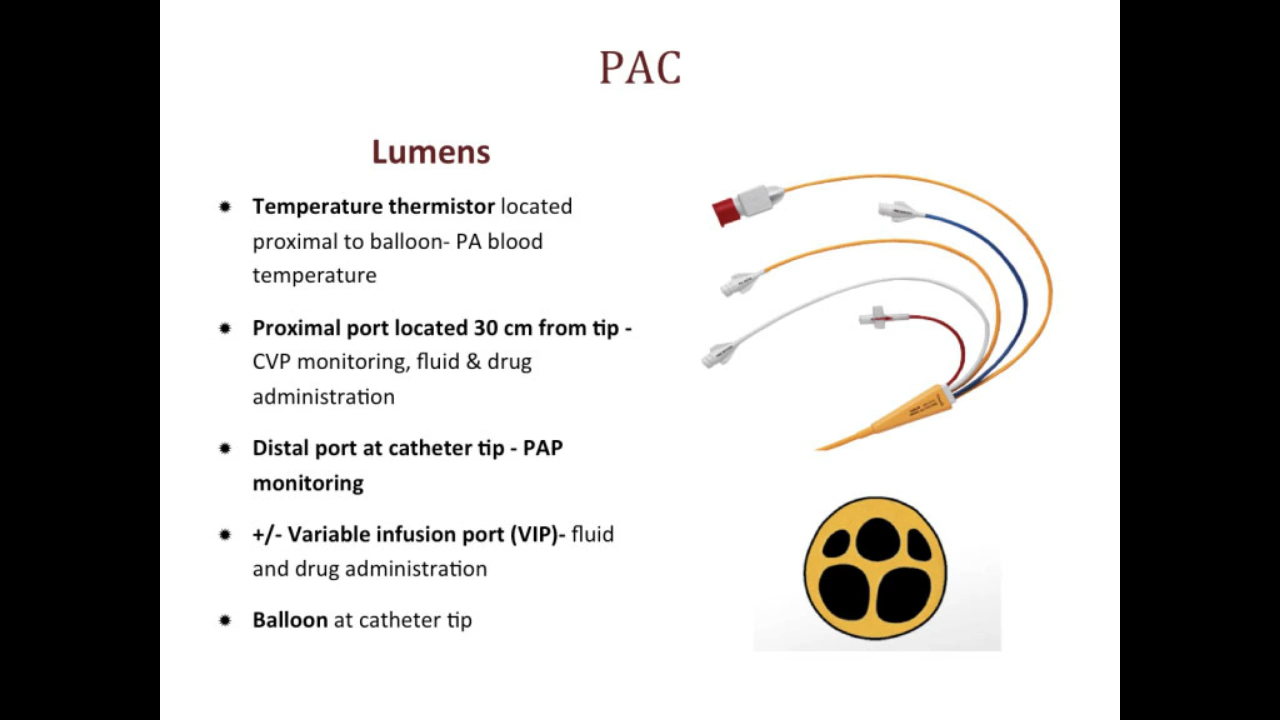 PAC
Lumens
Temperature thermistor located
proximal to balloon- PA blood
temperature
Proximal port located 30 cm from tip -
CVP monitoring, fluid & drug
administration
Distal port at catheter tip - PAP
monitoring
+/- Variable infusion port (VIP)- fluid
and drug administration
Balloon at catheter tip